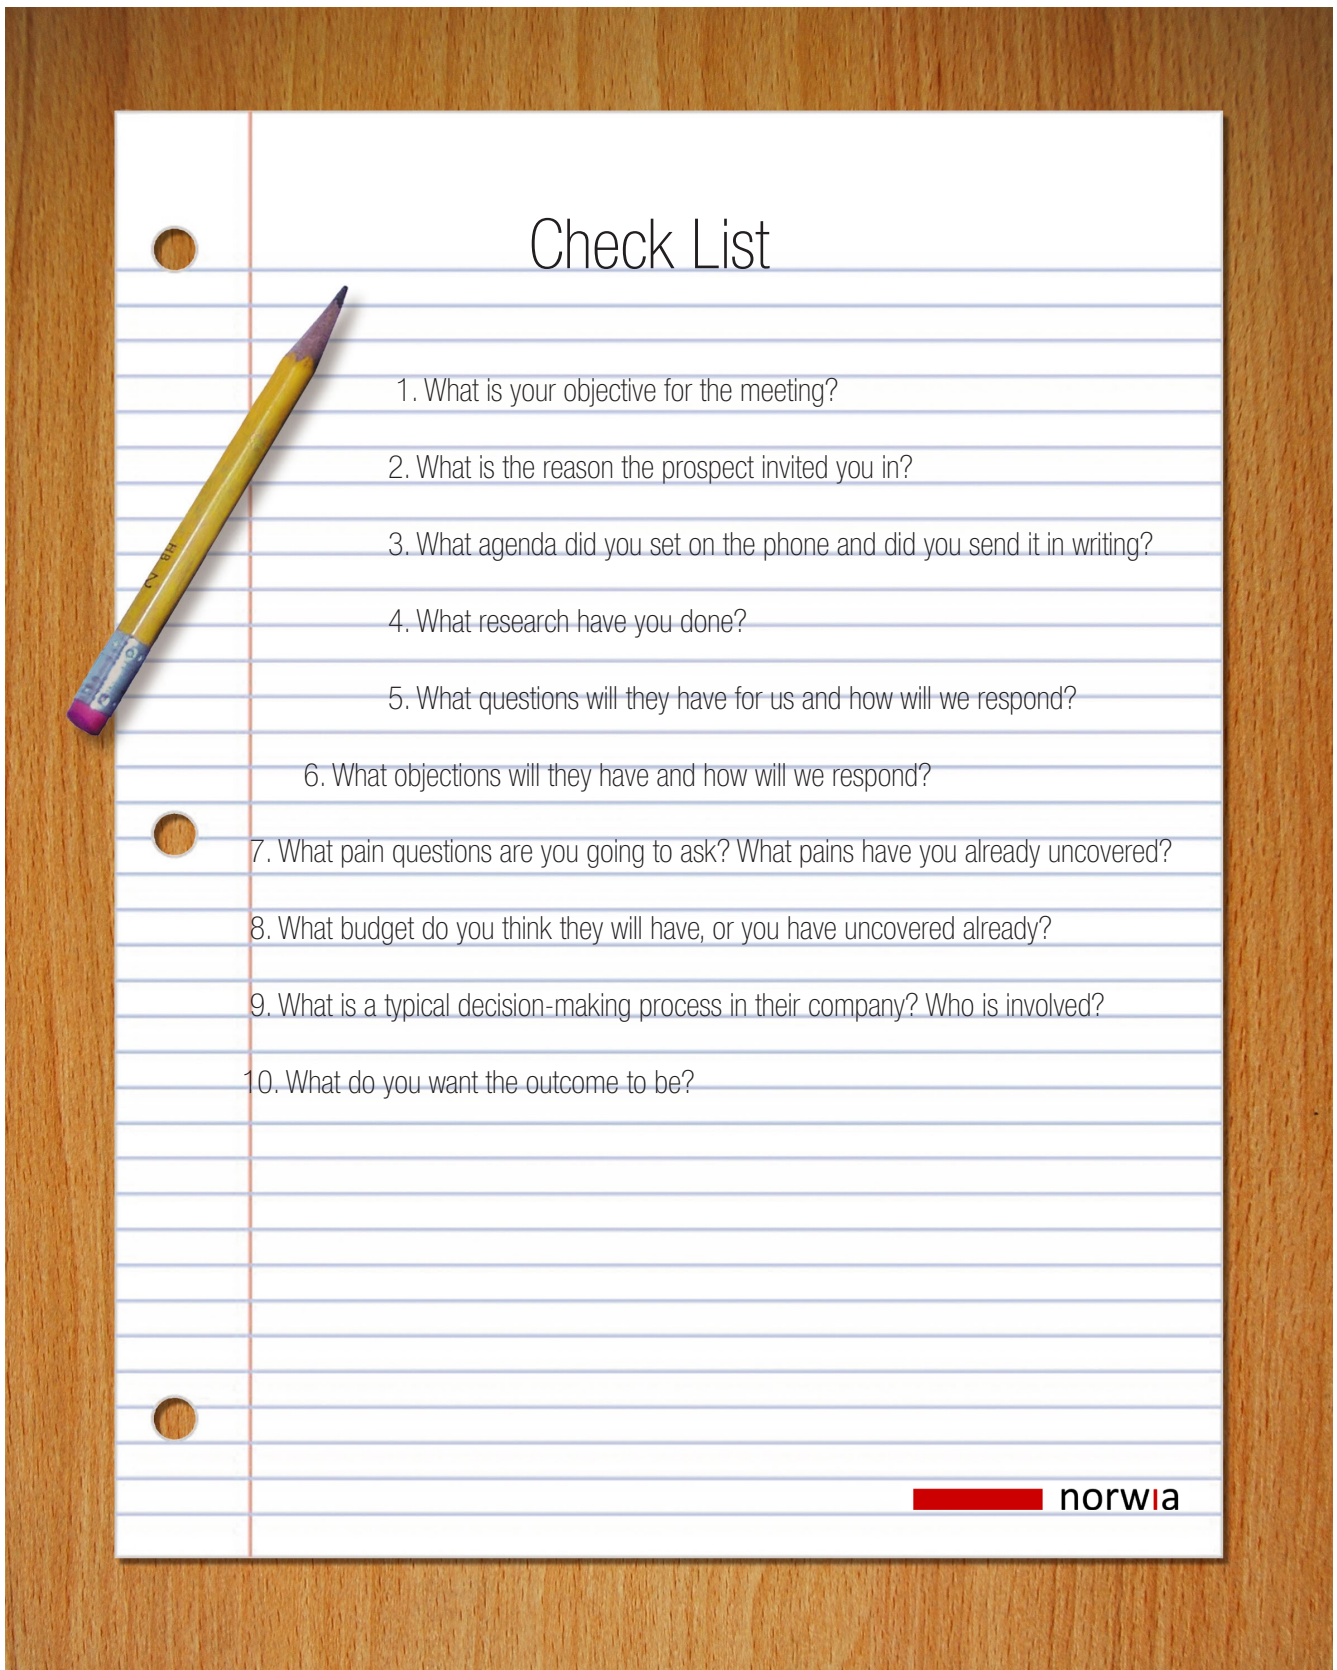 Check List
1. What is your objective for the meeting?
2. What is the reason the prospect invited you in?
3. What agenda did you set on the phone and did you send it in writing?
4. What research have you done?
5. What questions will they have for us and how will we respond?
6. What objections will they have and how will we respond?
7. What pain questions are you going to ask? What pains have you already uncovered?
8. What budget do you think they will have, or you have uncovered already?
9. What is a typical decision-making process in their company? Who is involved?
10. What do you want the outcome to be?
HB 2
norwia